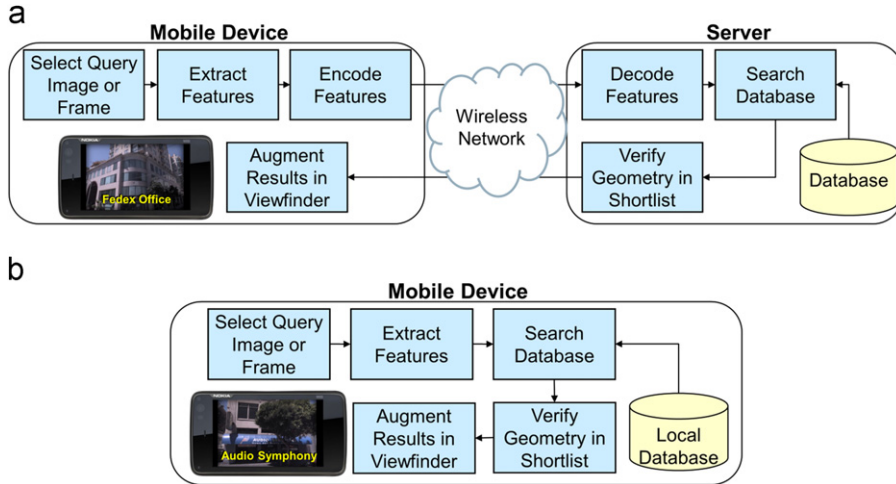 a
Mobile Device
Server
Select Query
Image or
Frame
Extract
Features
Encode
Features
Wireless
Network
Decode
Features
Search
Database
NOKIA
Fedex Office
Augment
Results in
Viewfinder
Verify
Geometry in
Shortlist
Database
b
Mobile Device
Select Query
Image or
Frame
Extract
Features
Search
Database
NOKIA
Audio Symphony
Augment
Results in
Viewfinder
Verify
Geometry in
Shortlist
Local
Database